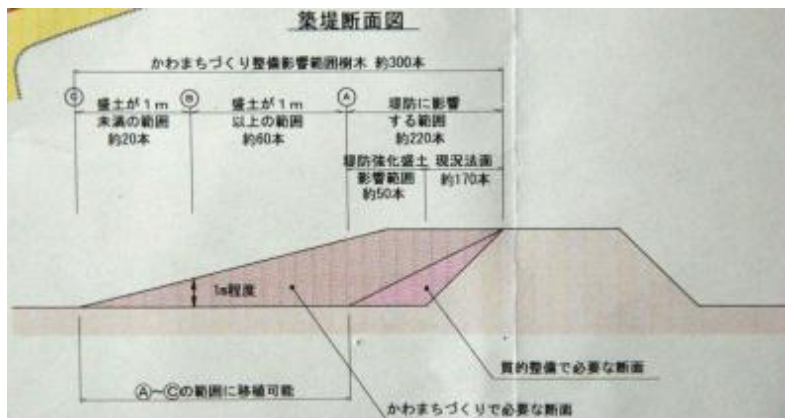 築堤断面図
かわまちづくり整備影響範囲樹木 約300本
Ⓒ
Ⓑ
Ⓐ
盛土が1m
未満の範囲
約20本
盛土が1m
以上の範囲
約60本
堤防に影響
する範囲
約220本
堤防強化盛土
影響範囲
約50本
現況法面
約170本
1m程度
質的整備で必要な断面
Ⓐ〜Ⓒの範囲に移植可能
かわまちづくりで必要な断面